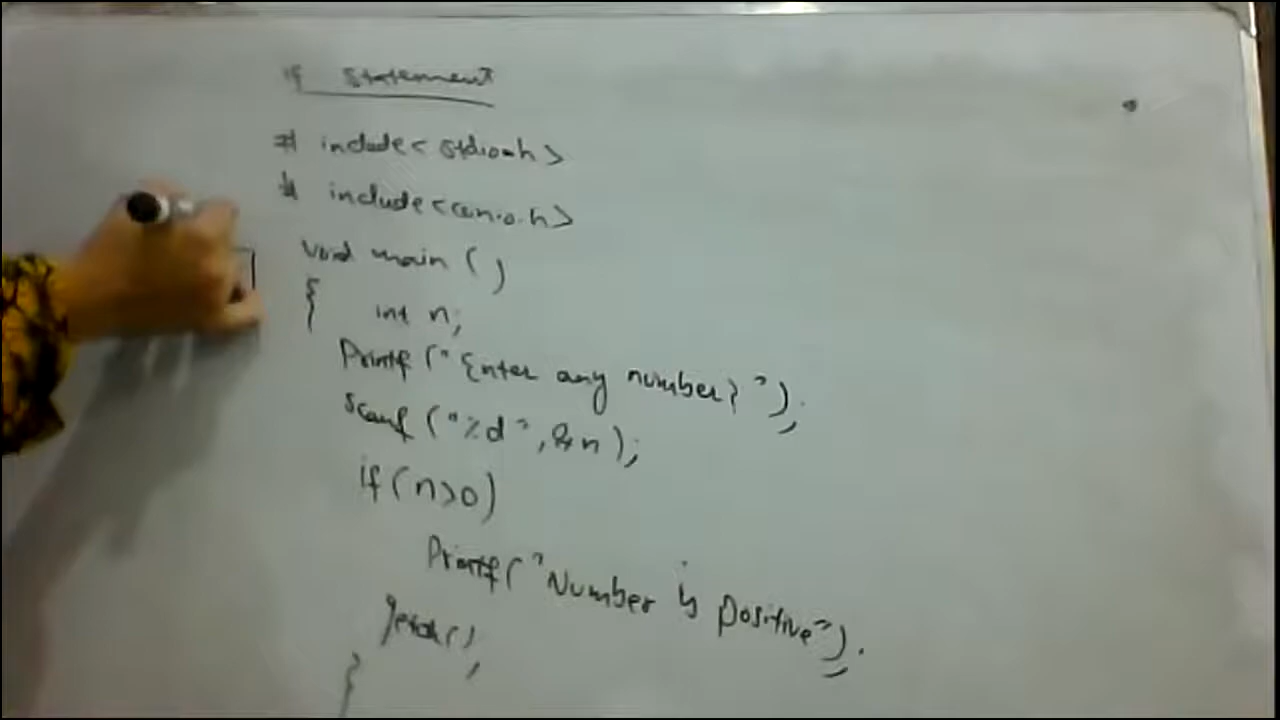 if statement
# include< stdio.h >
# include <conio.h>
void main ( )
{ int n;
Printf (" Enter any number? ");
scanf ("%d", &n );
if (n>0)
Printf ("Number is positive");
getch();
}